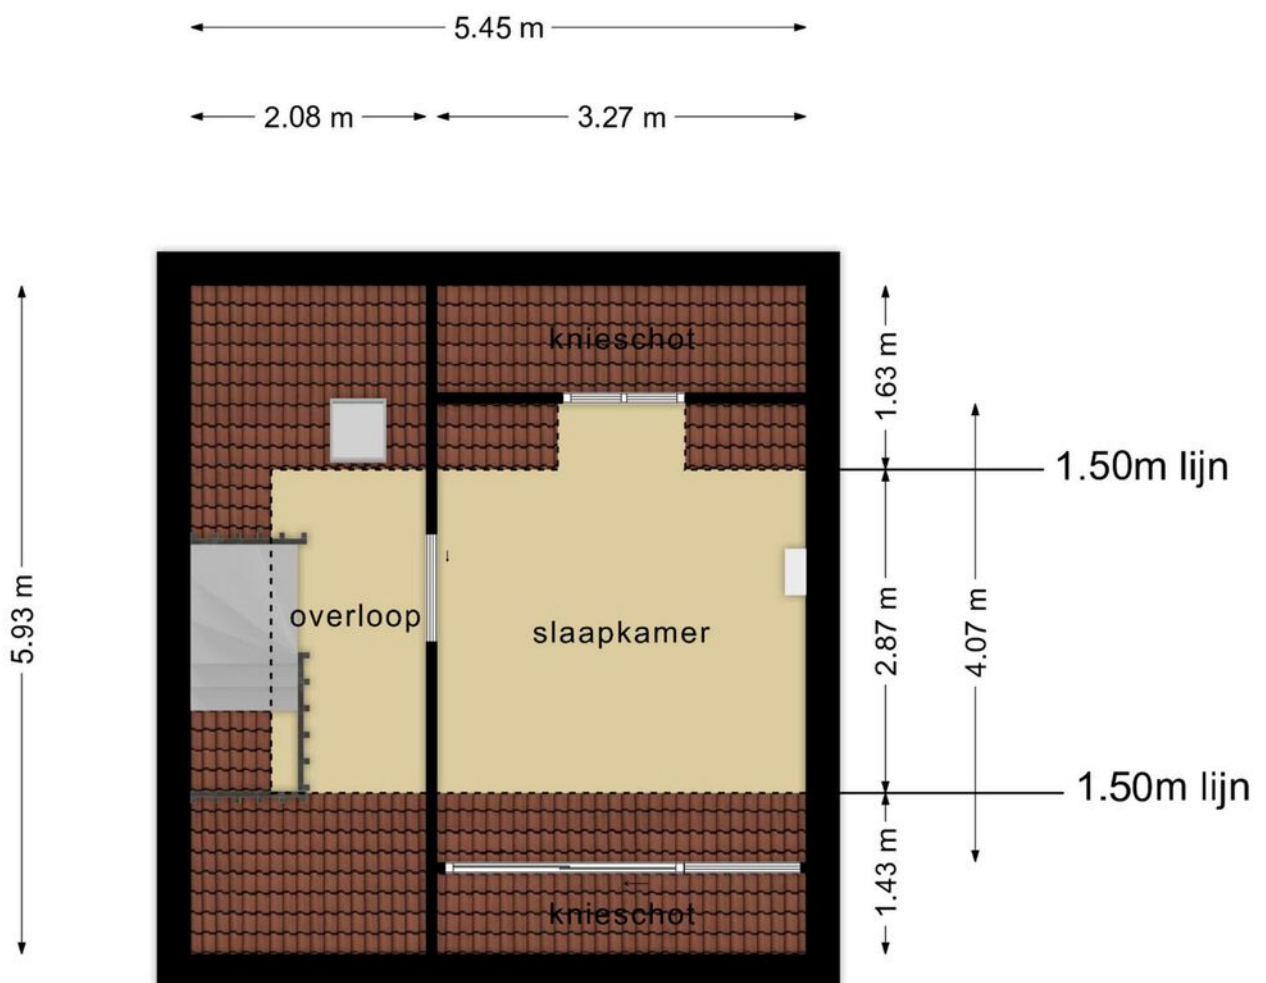 5.45 m
2.08 m
3.27 m
knieschot
1.63 m
1.50m lijn
5.93 m
overloop
slaapkamer
2.87 m
4.07 m
1.50m lijn
1.43 m
knieschot